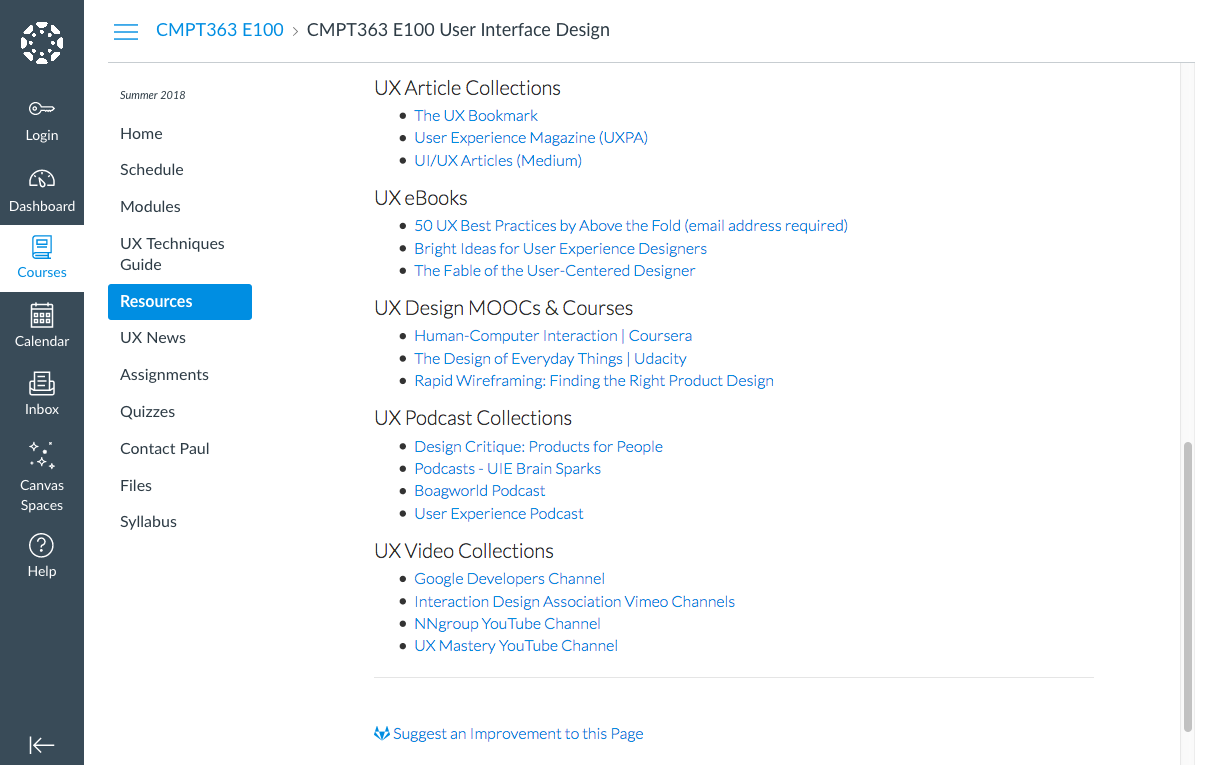 CMPT363 E100 › CMPT363 E100 User Interface Design
Login
Dashboard
Courses
Calendar
Inbox
Canvas
Spaces
Help
Summer 2018
Home
Schedule
Modules
UX Techniques
Guide
Resources
UX News
Assignments
Quizzes
Contact Paul
Files
Syllabus
UX Article Collections
The UX Bookmark
User Experience Magazine (UXPA)
UI/UX Articles (Medium)
UX eBooks
50 UX Best Practices by Above the Fold (email address required)
Bright Ideas for User Experience Designers
The Fable of the User-Centered Designer
UX Design MOOCs & Courses
Human-Computer Interaction | Coursera
The Design of Everyday Things | Udacity
Rapid Wireframing: Finding the Right Product Design
UX Podcast Collections
Design Critique: Products for People
Podcasts - UIE Brain Sparks
Boagworld Podcast
User Experience Podcast
UX Video Collections
Google Developers Channel
Interaction Design Association Vimeo Channels
NNgroup YouTube Channel
UX Mastery YouTube Channel
Suggest an Improvement to this Page